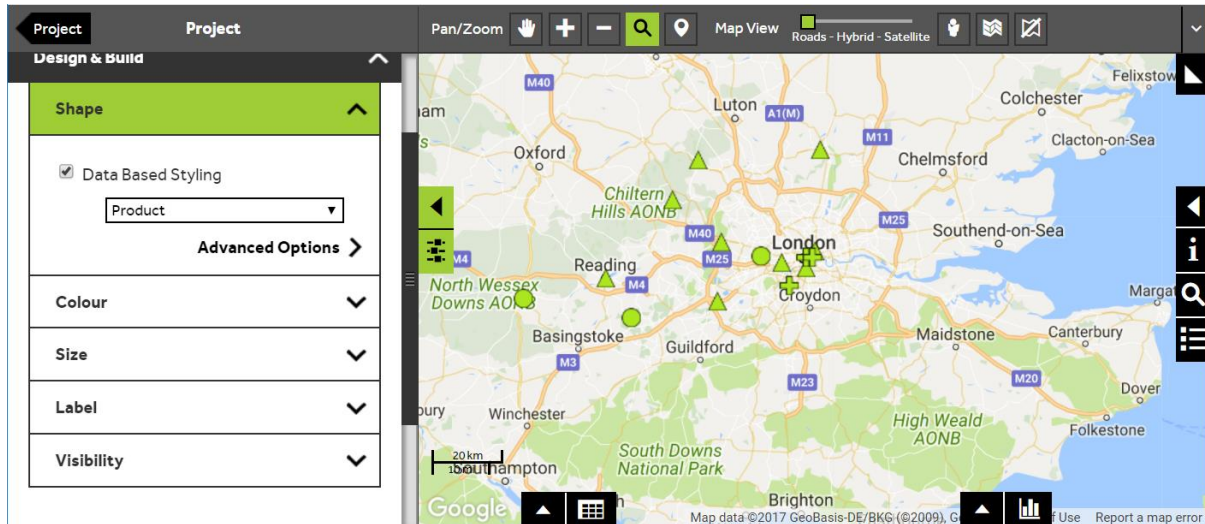 Project
Project
Pan/Zoom
Map View
Roads - Hybrid - Satellite
Design & Build
Shape
Data Based Styling
Product
Advanced Options
Colour
Size
Label
Visibility
M40
Felixstow
Luton
A1(M)
Colchester
M11
Clacton-on-Sea
Oxford
Chelmsford
Chiltern
Hills AONB
M25
M40
London
Southend-on-Sea
M4
Reading
M25
North Wessex
Downs AONB
M4
Croydon
Margat
Basingstoke
Maidstone
Canterbury
Guildford
M3
M23
M20
Dover
Winchester
High Weald
AONB
Folkestone
South Downs
National Park
20 km
Southampton
Brighton
Google
Map data ©2017 GeoBasis-DE/BKG (©2009), G
f Use
Report a map error